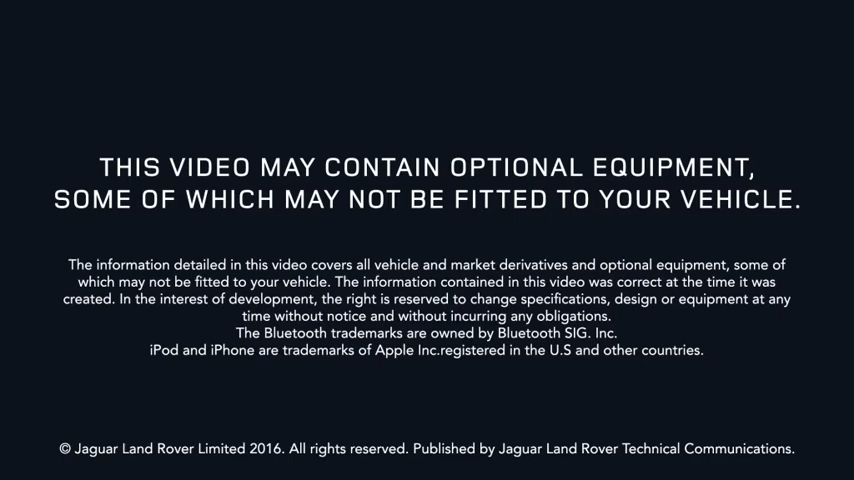 THIS VIDEO MAY CONTAIN OPTIONAL EQUIPMENT,
SOME OF WHICH MAY NOT BE FITTED TO YOUR VEHICLE.
The information detailed in this video covers all vehicle and market derivatives and optional equipment, some of
which may not be fitted to your vehicle. The information contained in this video was correct at the time it was
created. In the interest of development, the right is reserved to change specifications, design or equipment at any
time without notice and without incurring any obligations.
The Bluetooth trademarks are owned by Bluetooth SIG. Inc.
iPod and iPhone are trademarks of Apple Inc.registered in the U.S and other countries.
© Jaguar Land Rover Limited 2016. All rights reserved. Published by Jaguar Land Rover Technical Communications.